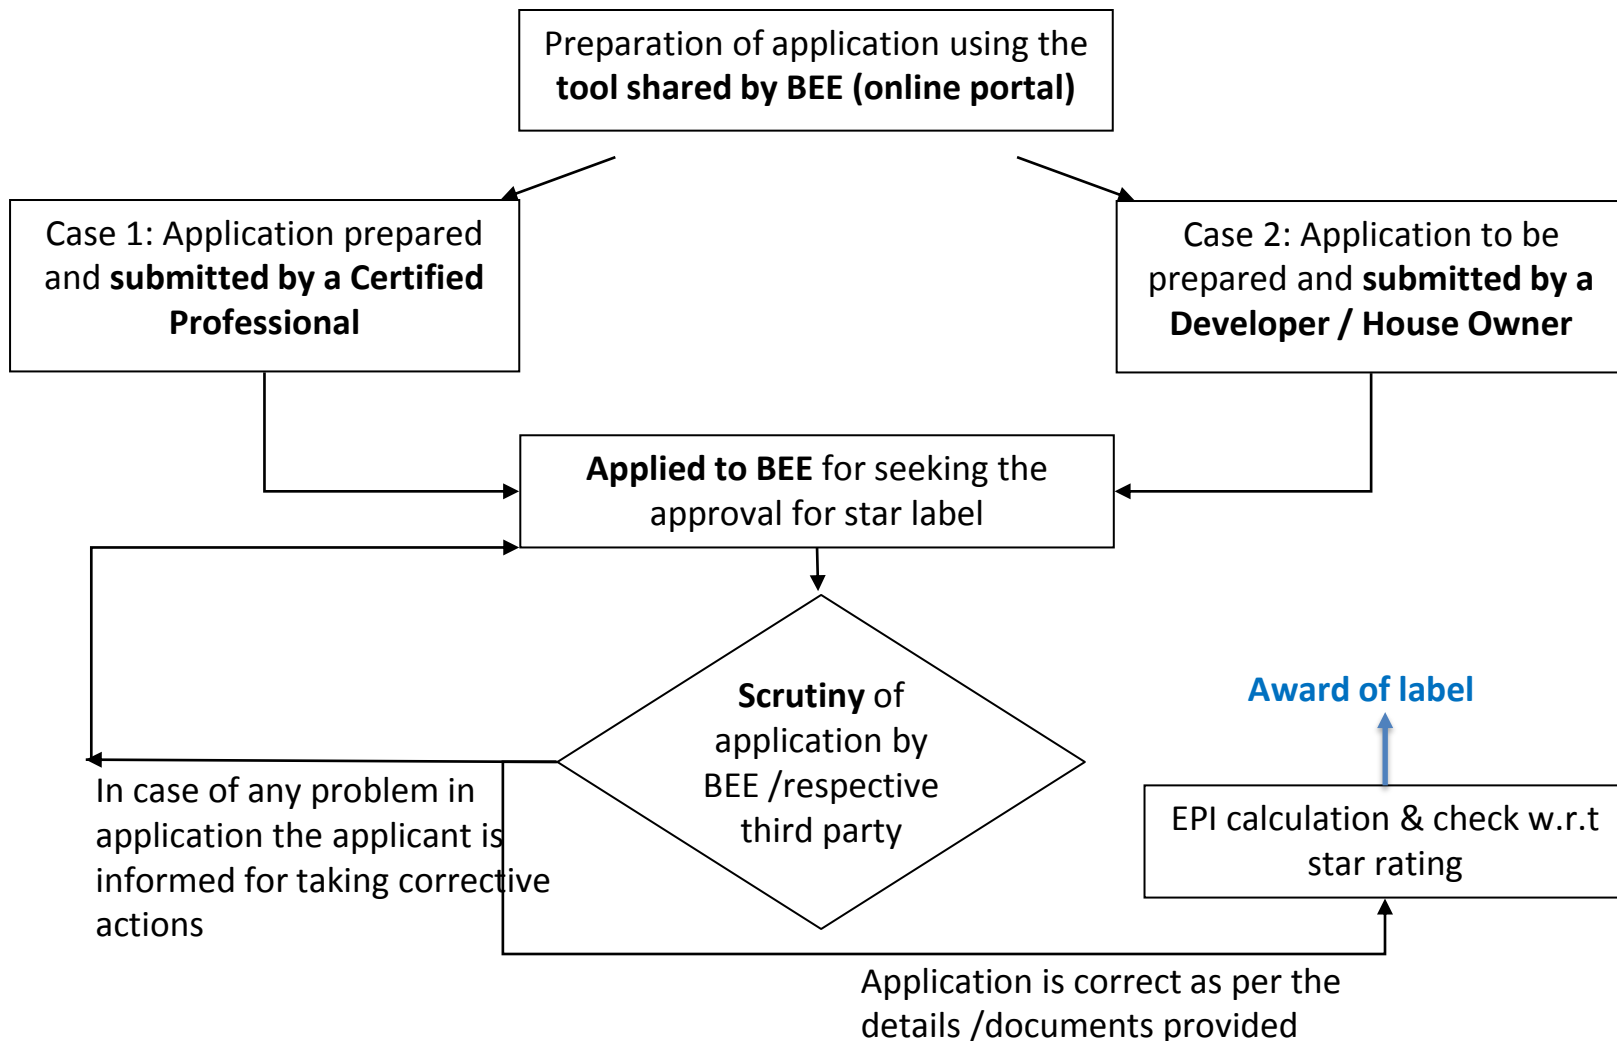 Preparation of application using the
tool shared by BEE (online portal)
Case 1: Application prepared
and submitted by a Certified
Professional
Case 2: Application to be
prepared and submitted by a
Developer / House Owner
Applied to BEE for seeking the
approval for star label
Scrutiny of
application by
BEE /respective
third party
In case of any problem in
application the applicant is
informed for taking corrective
actions
Award of label
EPI calculation & check w.r.t
star rating
Application is correct as per the
details /documents provided